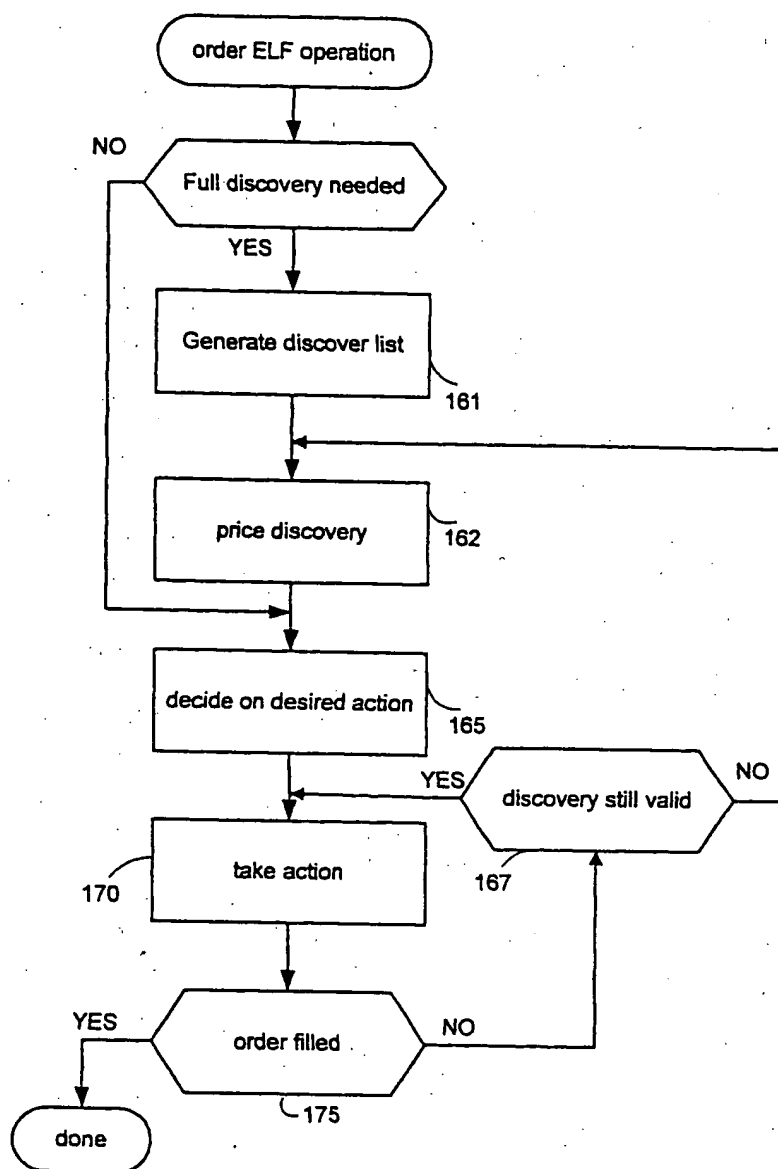 order ELF operation
NO
Full discovery needed
YES
Generate discover list
161
price discovery
162
decide on desired action
165
YES
NO
discovery still valid
167
take action
170
YES
NO
order filled
175
done